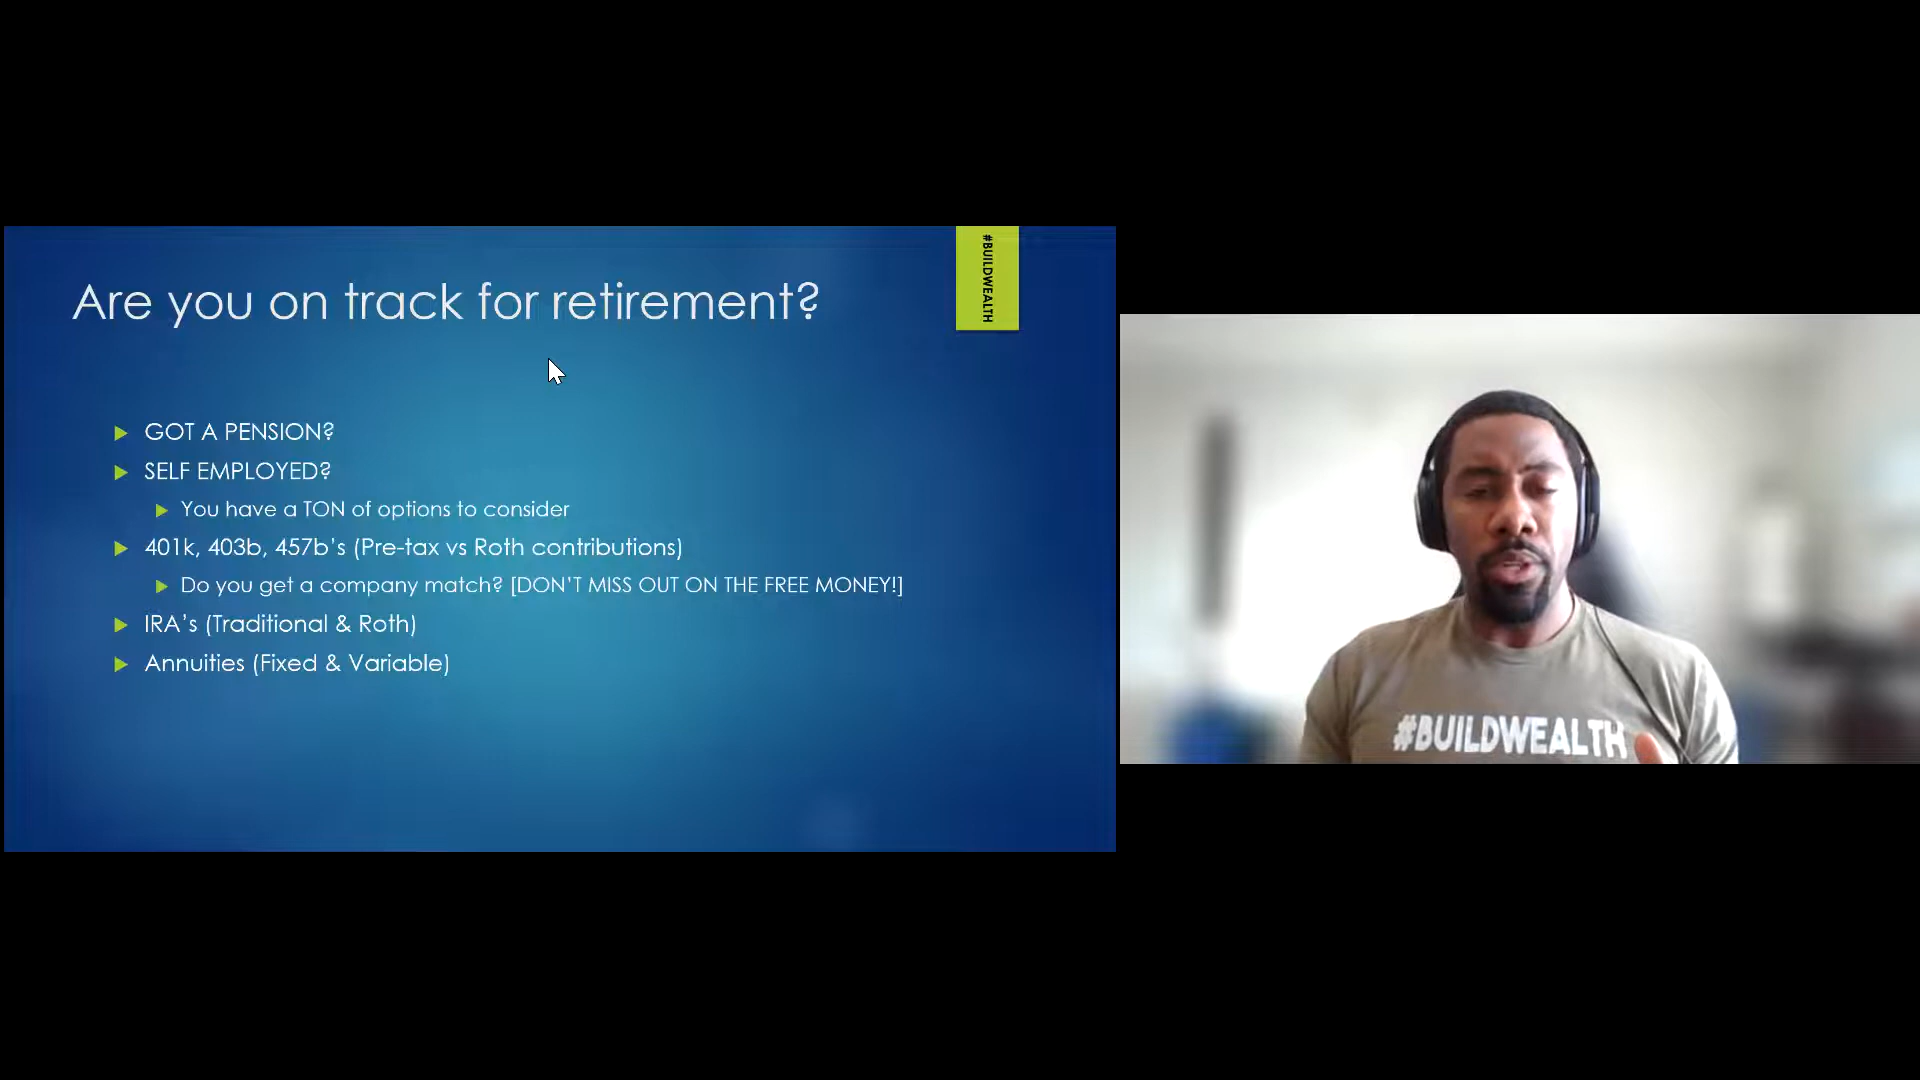 Are you on track for retirement?
#BUILDWEALTH
GOT A PENSION?
SELF EMPLOYED?
You have a TON of options to consider
401k, 403b, 457b’s (Pre-tax vs Roth contributions)
Do you get a company match? [DON’T MISS OUT ON THE FREE MONEY!]
IRA’s (Traditional & Roth)
Annuities (Fixed & Variable)
#BUILDWEALTH